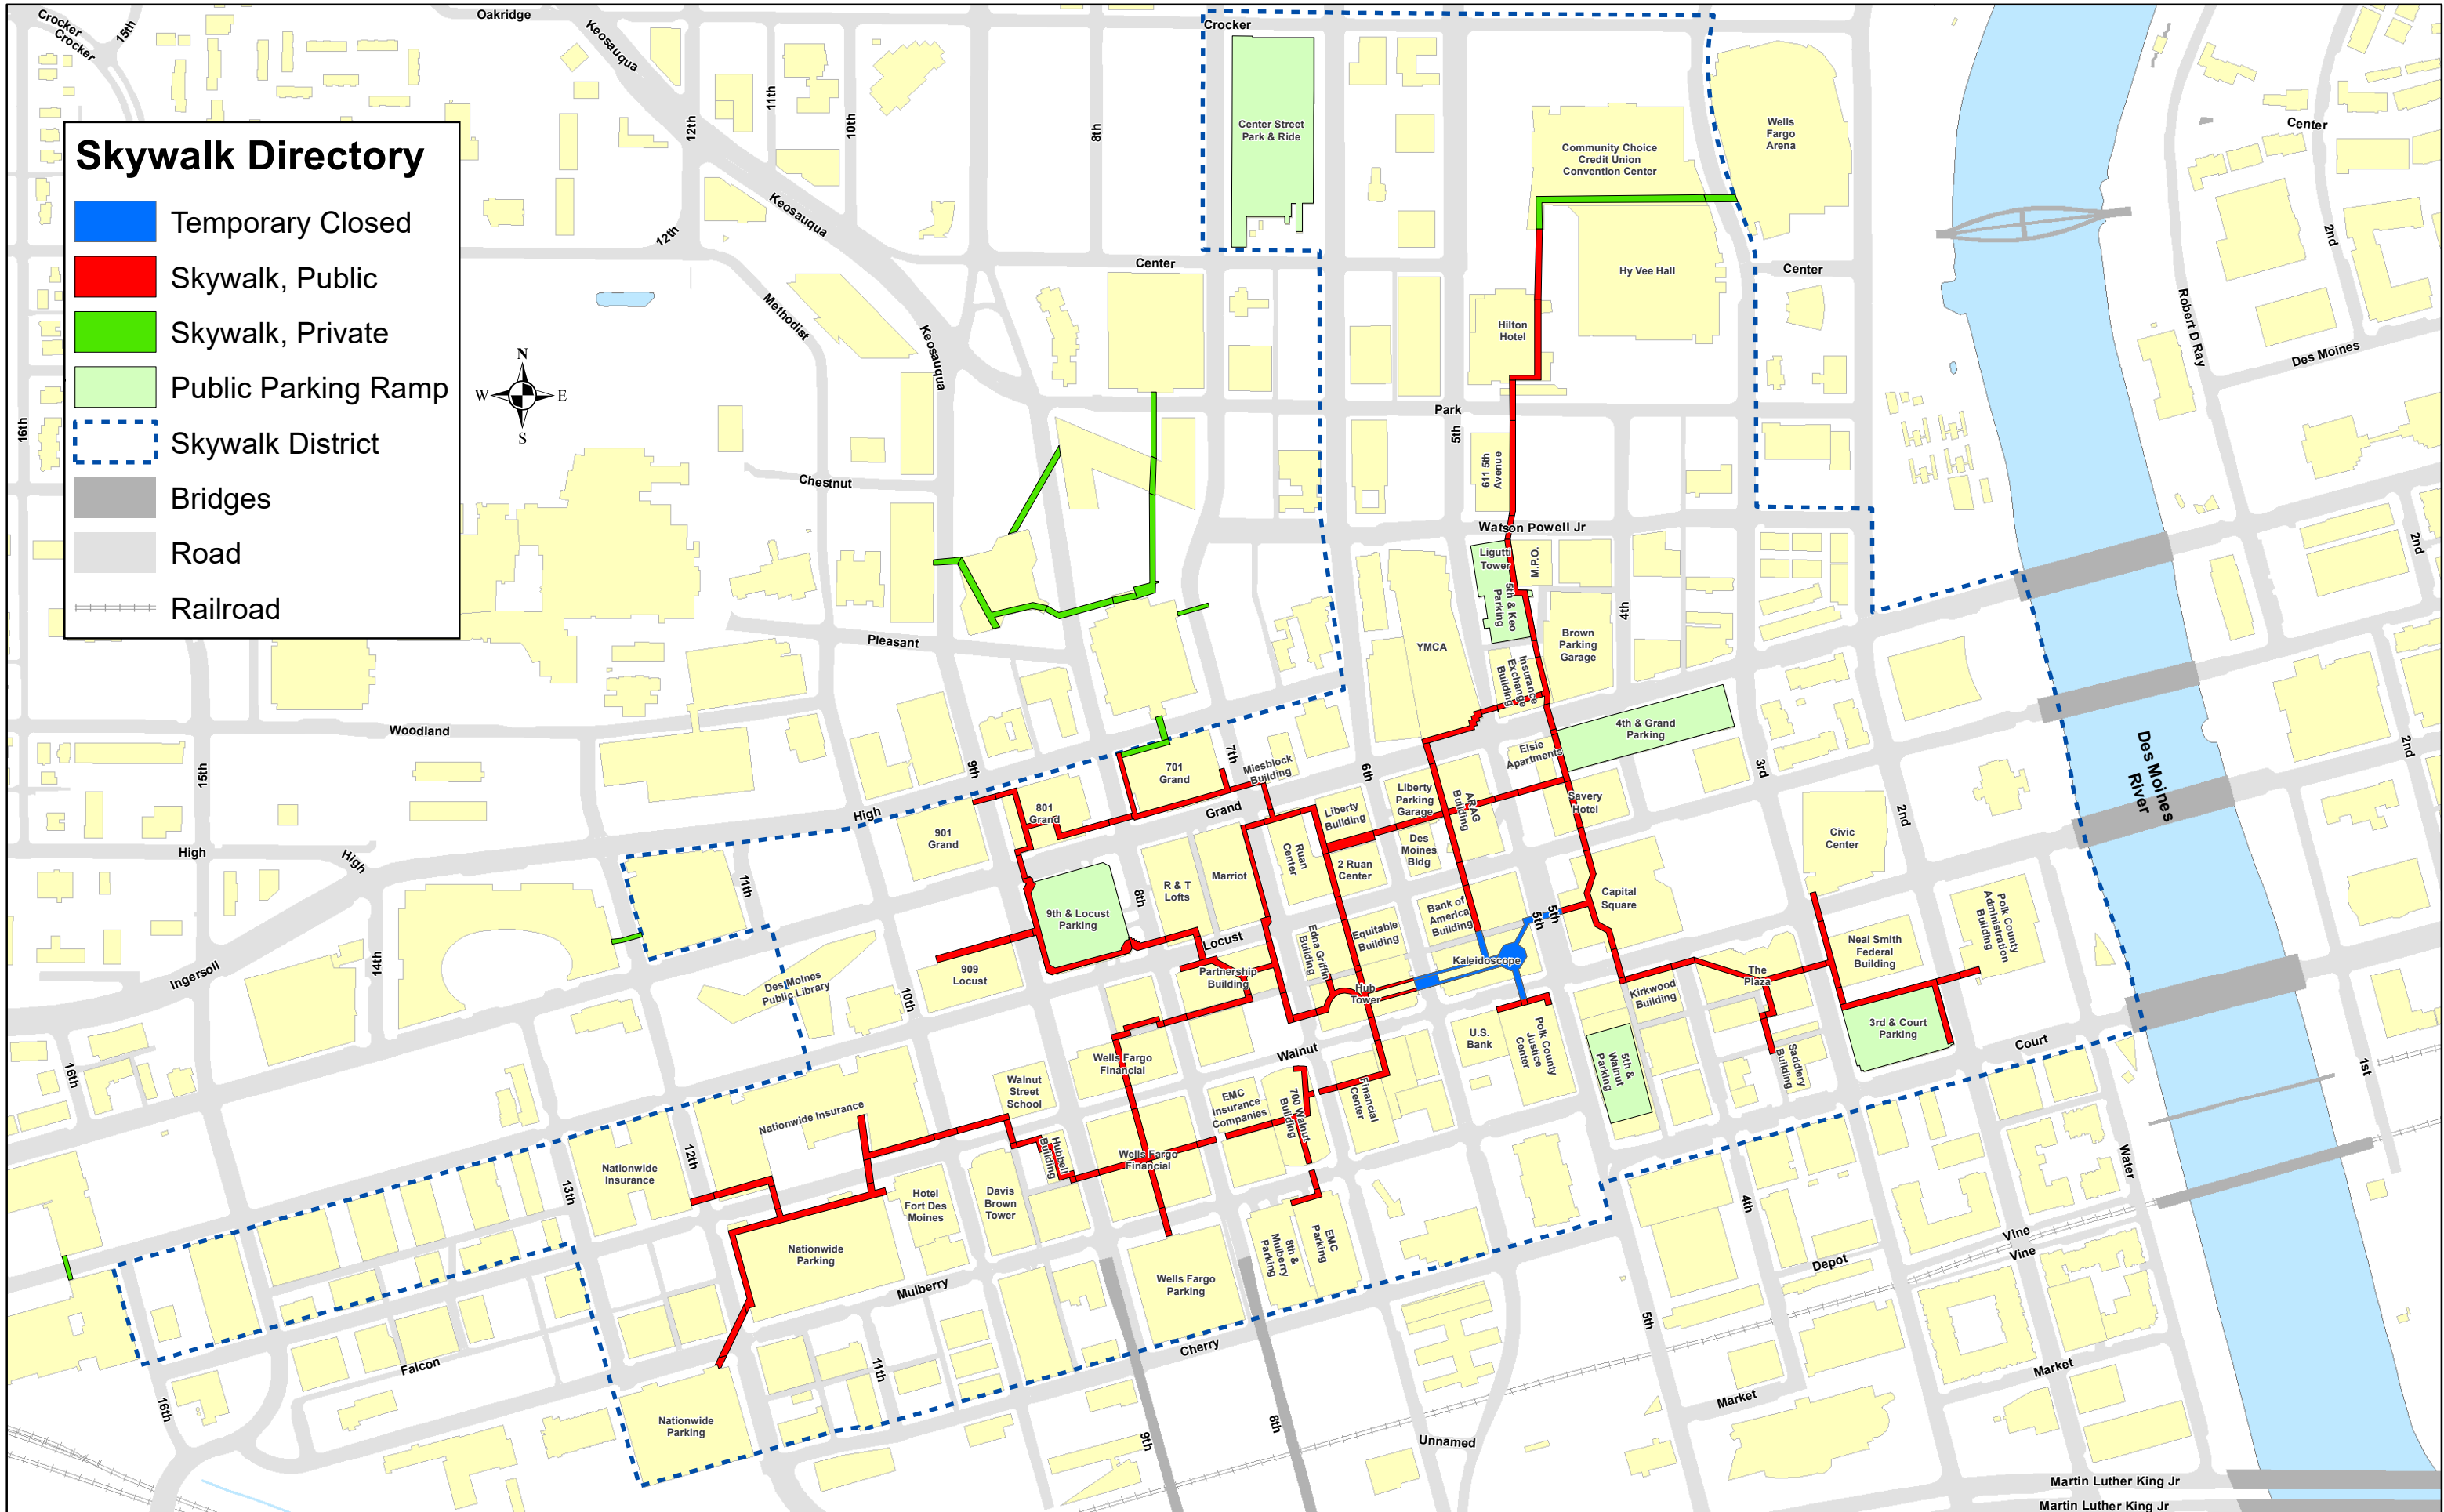 Skywalk Directory
Temporary Closed
Skywalk, Public
Skywalk, Private
Public Parking Ramp
Skywalk District
Bridges
Road
Railroad
N
W
E
S
Crocker
Crocker
15th
Oakridge
Keosauqua
12th
11th
10th
8th
Crocker
Center Street
Park & Ride
Community Choice
Credit Union
Convention Center
Wells
Fargo
Arena
Center
2nd
Keosauqua
12th
Center
Center
Hy Vee Hall
Methodist
Keosauqua
Hilton
Hotel
Robert D Ray
Des Moines
16th
Park
5th
Chestnut
611 5th
Avenue
Watson Powell Jr
Ligutti
Tower
M.P.O.
2nd
5th & Keo
Parking
4th
Pleasant
YMCA
Brown
Parking
Garage
Insurance
Exchange
Building
Woodland
4th & Grand
Parking
Des Moines
River
2nd
15th
9th
7th
701
Grand
Miesblock
Building
6th
Elsie
Apartments
3rd
Liberty
Parking
Garage
ARAG
Building
Savery
Hotel
High
801
Grand
Grand
Liberty
Building
2nd
901
Grand
Civic
Center
High
High
Des
Moines
Bldg
Ruan
Center
2 Ruan
Center
11th
8th
R & T
Lofts
Marriot
Capital
Square
9th & Locust
Parking
Bank of
America
Building
5th
5th
Polk County
Administration
Building
Locust
Edna Griffin
Building
Equitable
Building
Neal Smith
Federal
Building
Ingersoll
14th
909
Locust
Des Moines
Public Library
Partnership
Building
Kaleidoscope
The
Plaza
10th
Hub
Tower
Kirkwood
Building
3rd & Court
Parking
U.S.
Bank
Polk County
Justice
Center
Court
Walnut
Wells Fargo
Financial
5th &
Walnut
Parking
Saddlery
Building
1st
16th
Walnut
Street
School
EMC
Insurance
Companies
700 Walnut
Building
Financial
Center
Nationwide Insurance
Hubbell
Building
Wells Fargo
Financial
12th
Nationwide
Insurance
13th
Water
Hotel
Fort Des
Moines
Davis
Brown
Tower
4th
Nationwide
Parking
8th &
Mulberry
Parking
EMC
Parking
Vine
Vine
Depot
Mulberry
Wells Fargo
Parking
5th
Cherry
Falcon
11th
Market
Market
16th
Nationwide
Parking
8th
9th
Unnamed
Martin Luther King Jr
Martin Luther King Jr